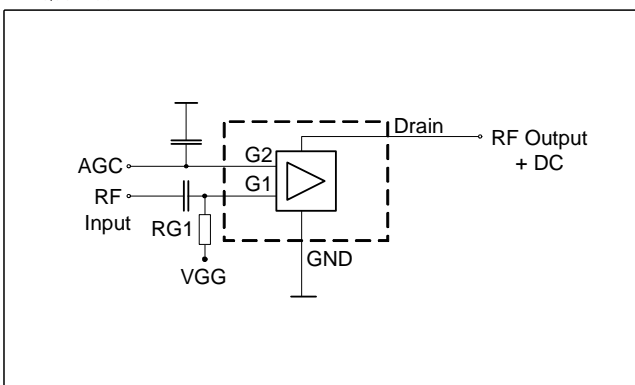 Drain
RF Output
+ DC
AGC
G2
RF
Input
G1
RG1
VGG
GND